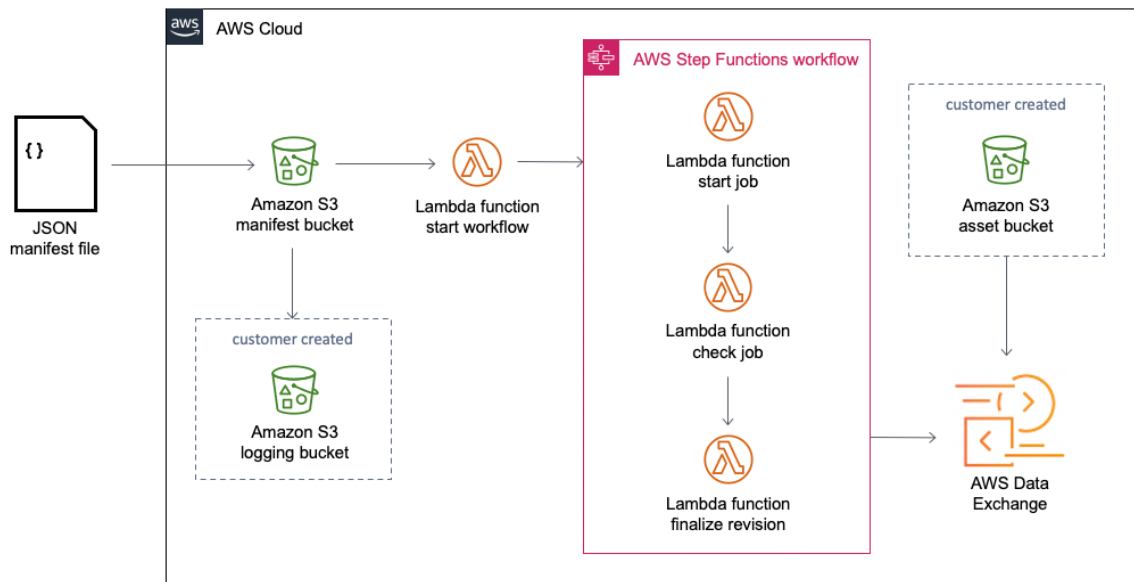 aws
AWS Cloud
AWS Step Functions workflow
customer created
{}
JSON
manifest file
Amazon S3
manifest bucket
Lambda function
start workflow
Lambda function
start job
Amazon S3
asset bucket
Lambda function
check job
customer created
Amazon S3
logging bucket
Lambda function
finalize revision
AWS Data
Exchange